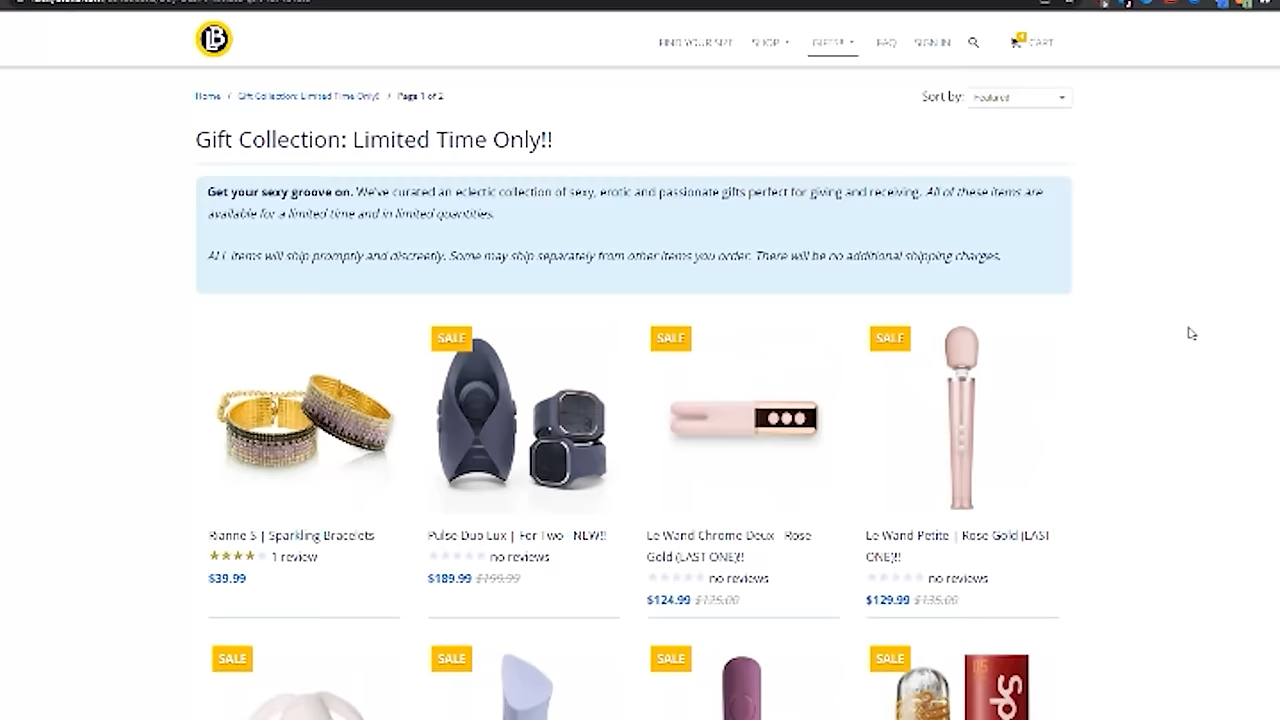 LB
FIND YOUR SIZE SHOP GIFTS!! FAQ SIGN IN CART
Home / Gift Collection: Limited Time Only!! / Page 1 of 2
Sort by: Featured
Gift Collection: Limited Time Only!!
Get your sexy groove on. We've curated an eclectic collection of sexy, erotic and passionate gifts perfect for giving and receiving. All of these items are
available for a limited time and in limited quantities.
ALL items will ship promptly and discreetly. Some may ship separately from other items you order. There will be no additional shipping charges.
SALE SALE SALE
Rianne S | Sparkling Bracelets
1 review
$39.99
Pulse Duo Lux | For Two - NEW!!
no reviews
$189.99 $199.99
Le Wand Chrome Deux - Rose
Gold (LAST ONE)!!
no reviews
$124.99 $125.00
Le Wand Petite | Rose Gold (LAST
ONE)!!
no reviews
$129.99 $135.00
SALE SALE SALE SALE
Sp